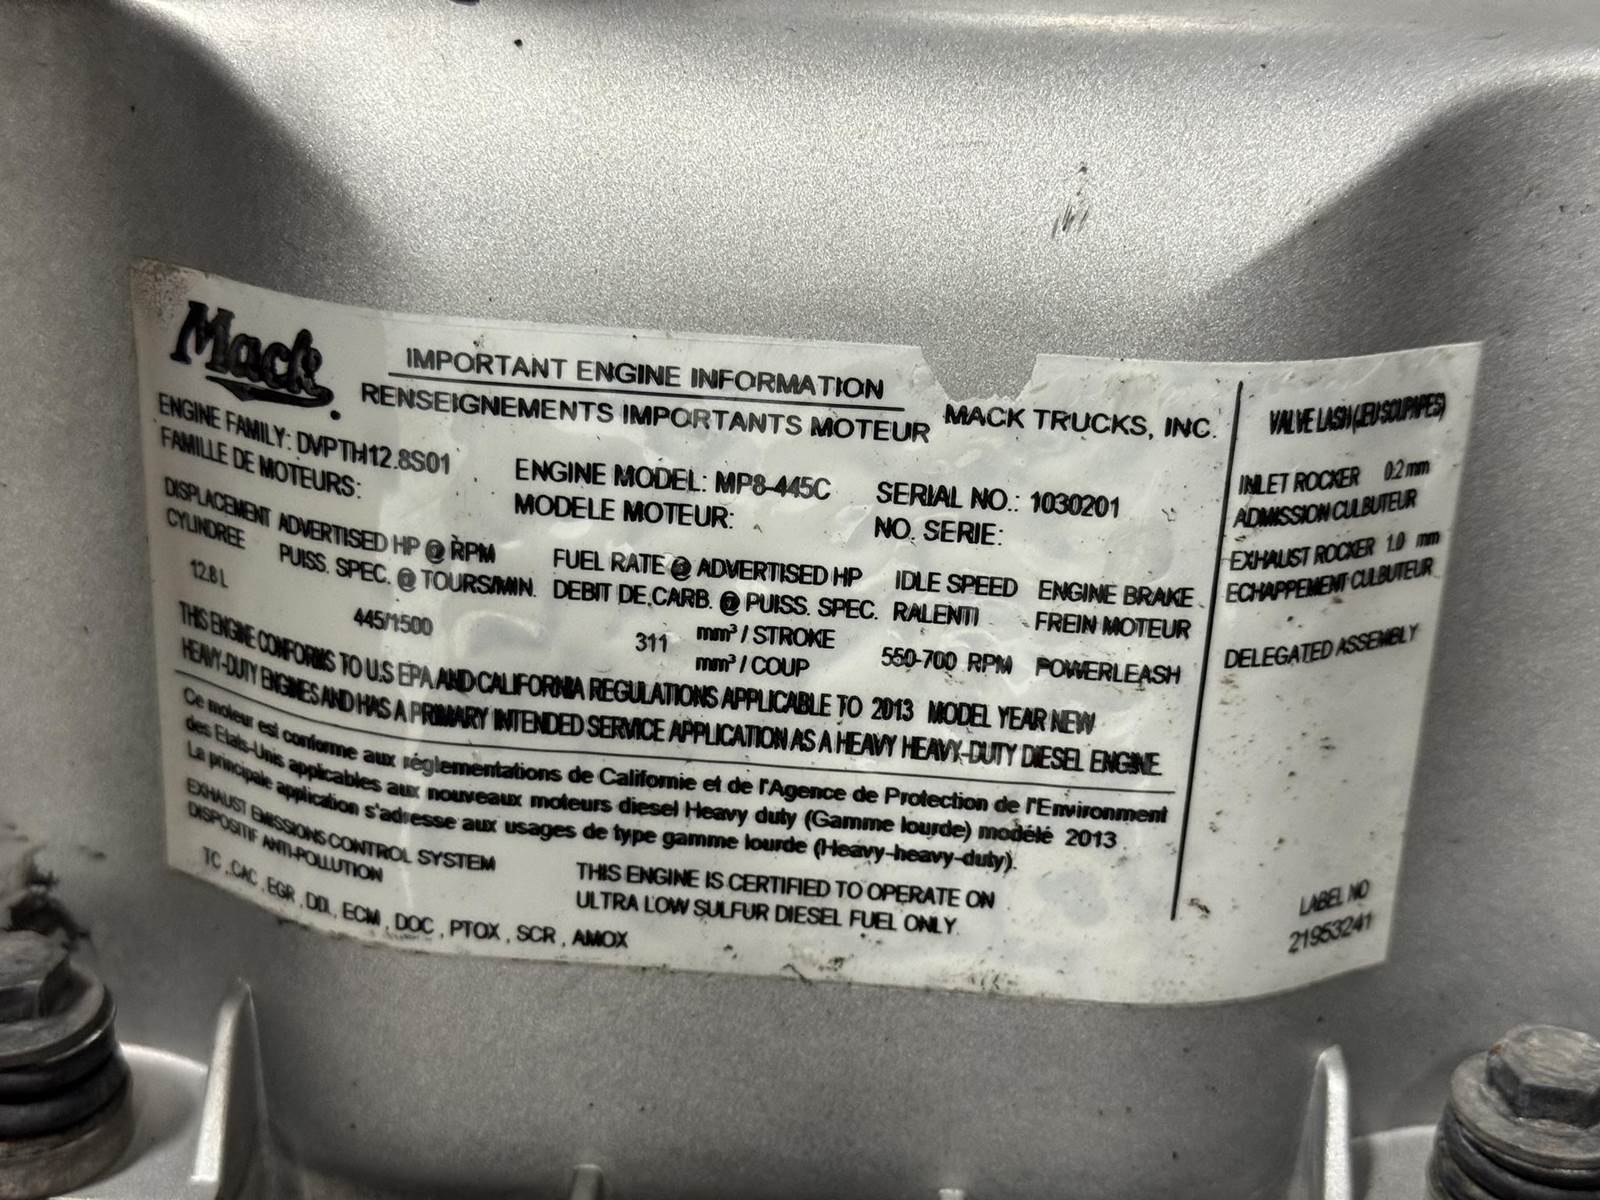 Mack
IMPORTANT ENGINE INFORMATION
RENSEIGNEMENTS IMPORTANTS MOTEUR
MACK TRUCKS, INC.
ENGINE FAMILY: DVPTH12.8S01
FAMILLE DE MOTEURS:
ENGINE MODEL: MP8-445C
MODELE MOTEUR:
SERIAL NO.: 1030201
NO. SERIE:
DISPLACEMENT
CYLINDREE
12.8 L
ADVERTISED HP @ RPM
PUISS. SPEC. @ TOURS/MIN.
445/1500
FUEL RATE @ ADVERTISED HP
DEBIT DE.CARB. @ PUISS. SPEC.
311 mm³ / STROKE
mm³ / COUP
IDLE SPEED
RALENTI
550-700 RPM
ENGINE BRAKE
FREIN MOTEUR
POWERLEASH
THIS ENGINE CONFORMS TO U.S EPA AND CALIFORNIA REGULATIONS APPLICABLE TO 2013 MODEL YEAR NEW
HEAVY-DUTY ENGINES AND HAS A PRIMARY INTENDED SERVICE APPLICATION AS A HEAVY HEAVY-DUTY DIESEL ENGINE.
Ce moteur est conforme aux réglementations de Californie et de l'Agence de Protection de l'Environment
des Etats-Unis applicables aux nouveaux moteurs diesel Heavy duty (Gamme lourde) modélé 2013
La principale application s'adresse aux usages de type gamme lourde (Heavy-heavy-duty).
EXHAUST EMISSIONS CONTROL SYSTEM
DISPOSITIF ANTI-POLLUTION
TC , CAC , EGR , DDI , ECM , DOC , PTOX , SCR , AMOX
THIS ENGINE IS CERTIFIED TO OPERATE ON
ULTRA LOW SULFUR DIESEL FUEL ONLY.
VALVE LASH (JEU SOUPAPES)
INLET ROCKER 0.2 mm
ADMISSION CULBUTEUR
EXHAUST ROCKER 1.0 mm
ECHAPPEMENT CULBUTEUR
DELEGATED ASSEMBLY
LABEL NO
21953241